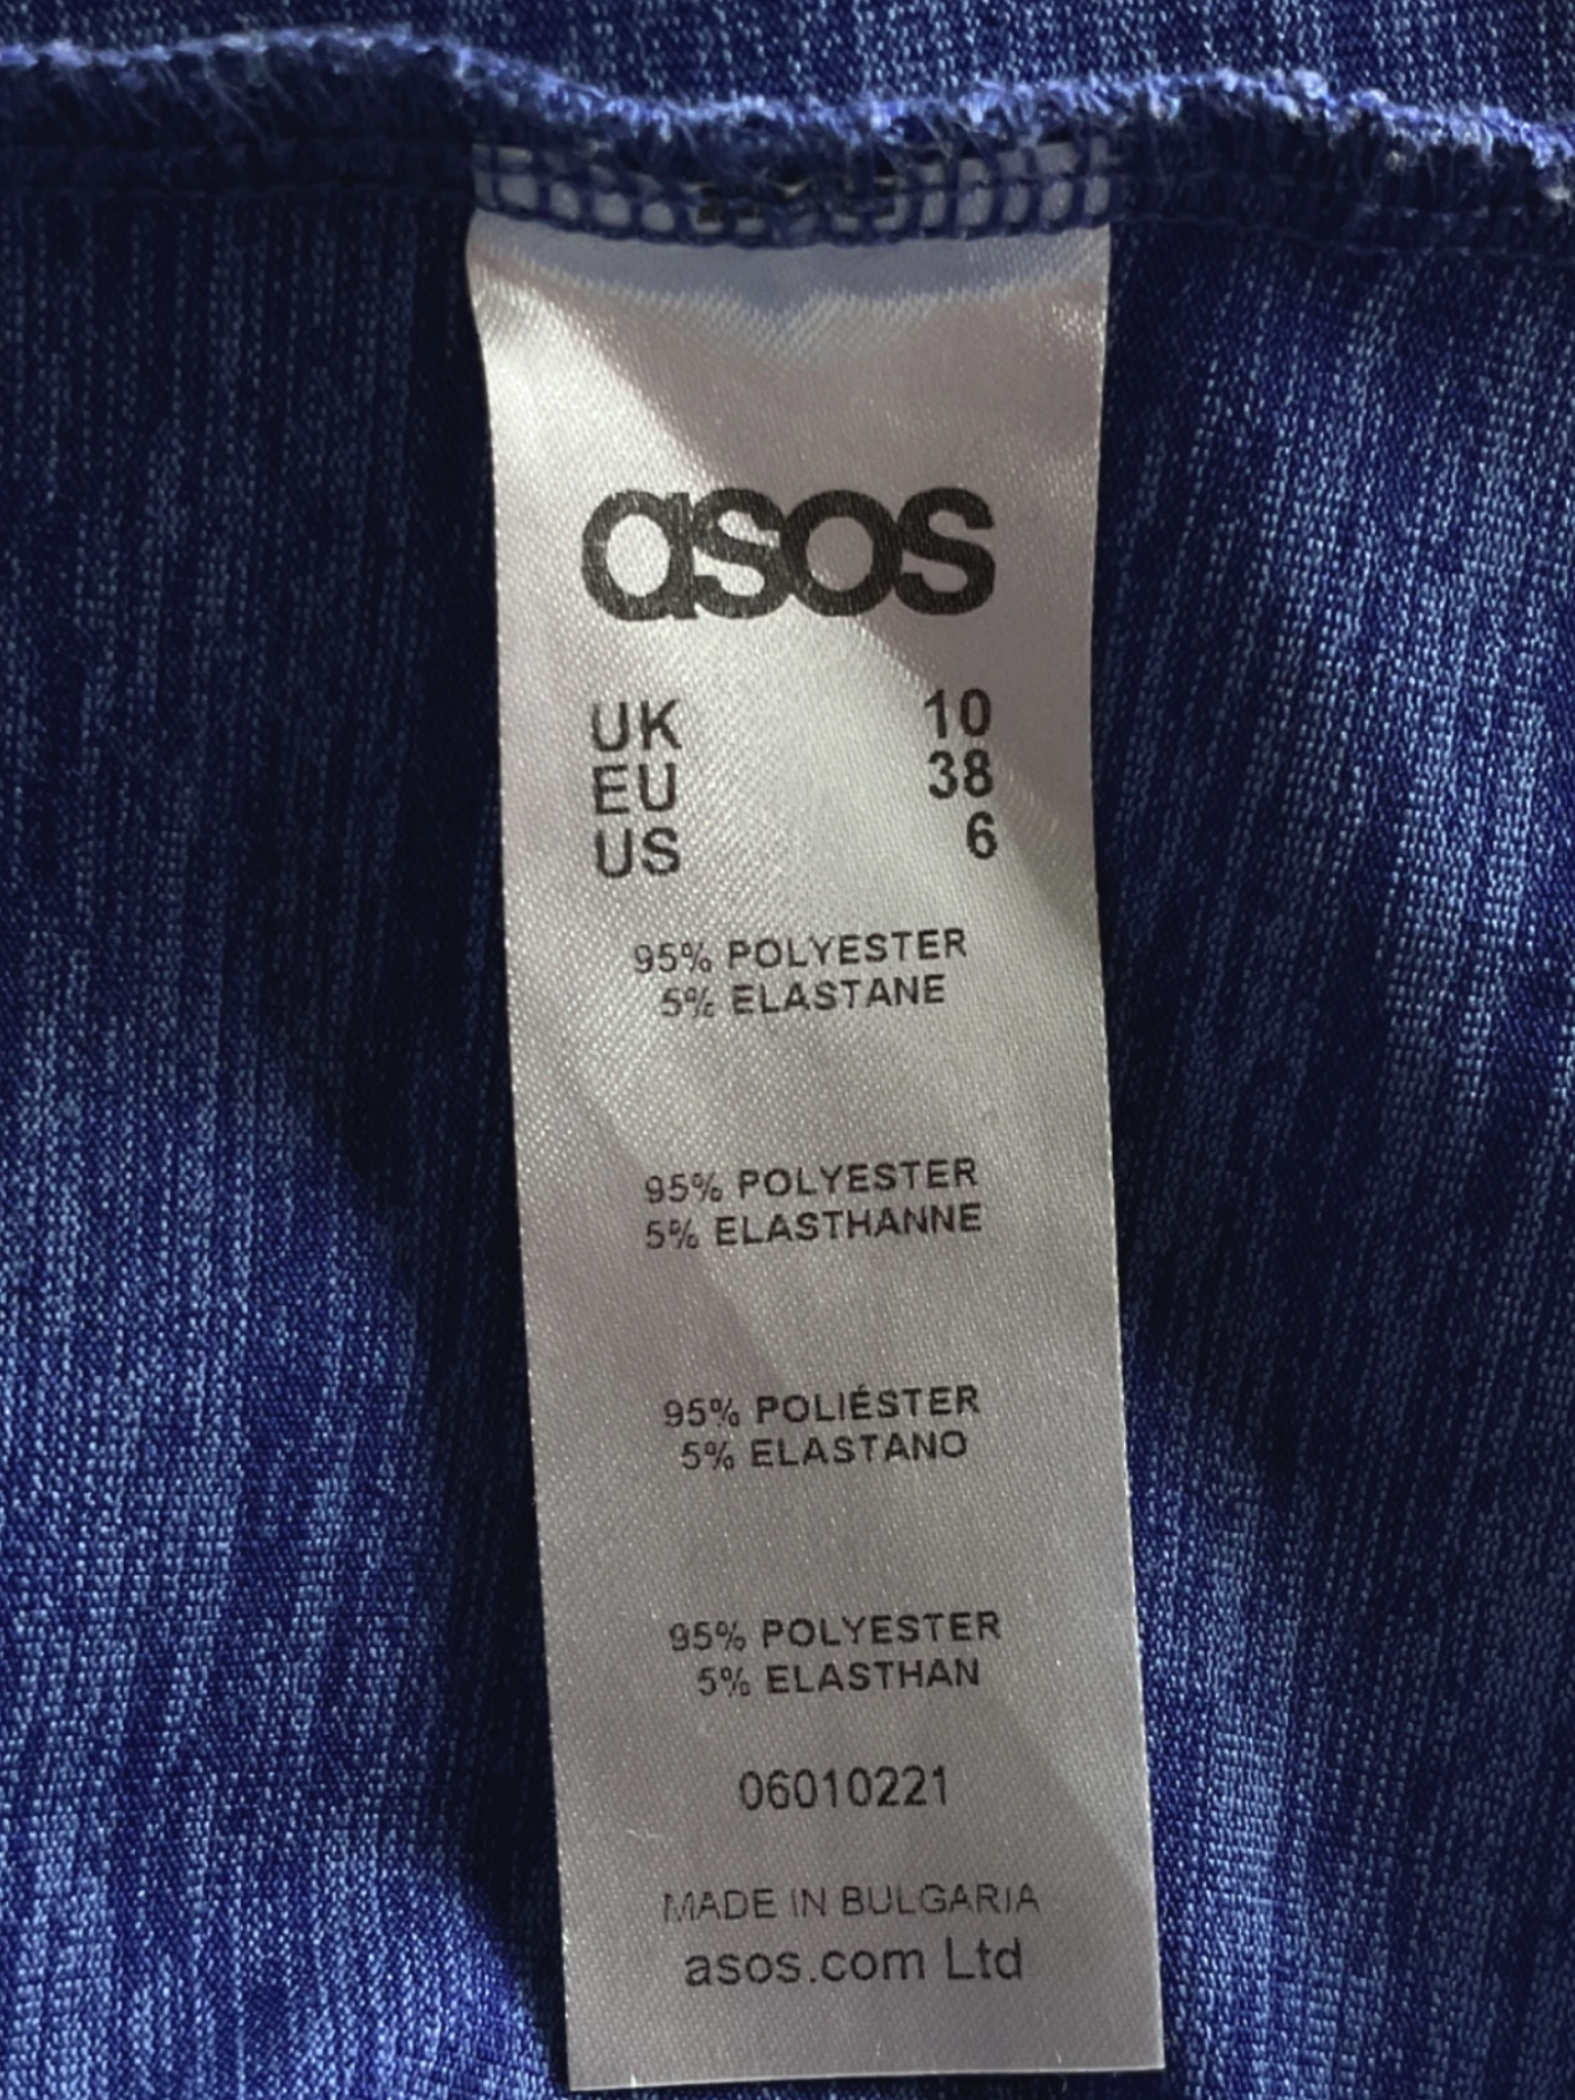 asos
UK 10
EU 38
US 6
95% POLYESTER
5% ELASTANE
95% POLYESTER
5% ELASTHANNE
95% POLIÉSTER
5% ELASTANO
95% POLYESTER
5% ELASTHAN
06010221
MADE IN BULGARIA
asos.com Ltd